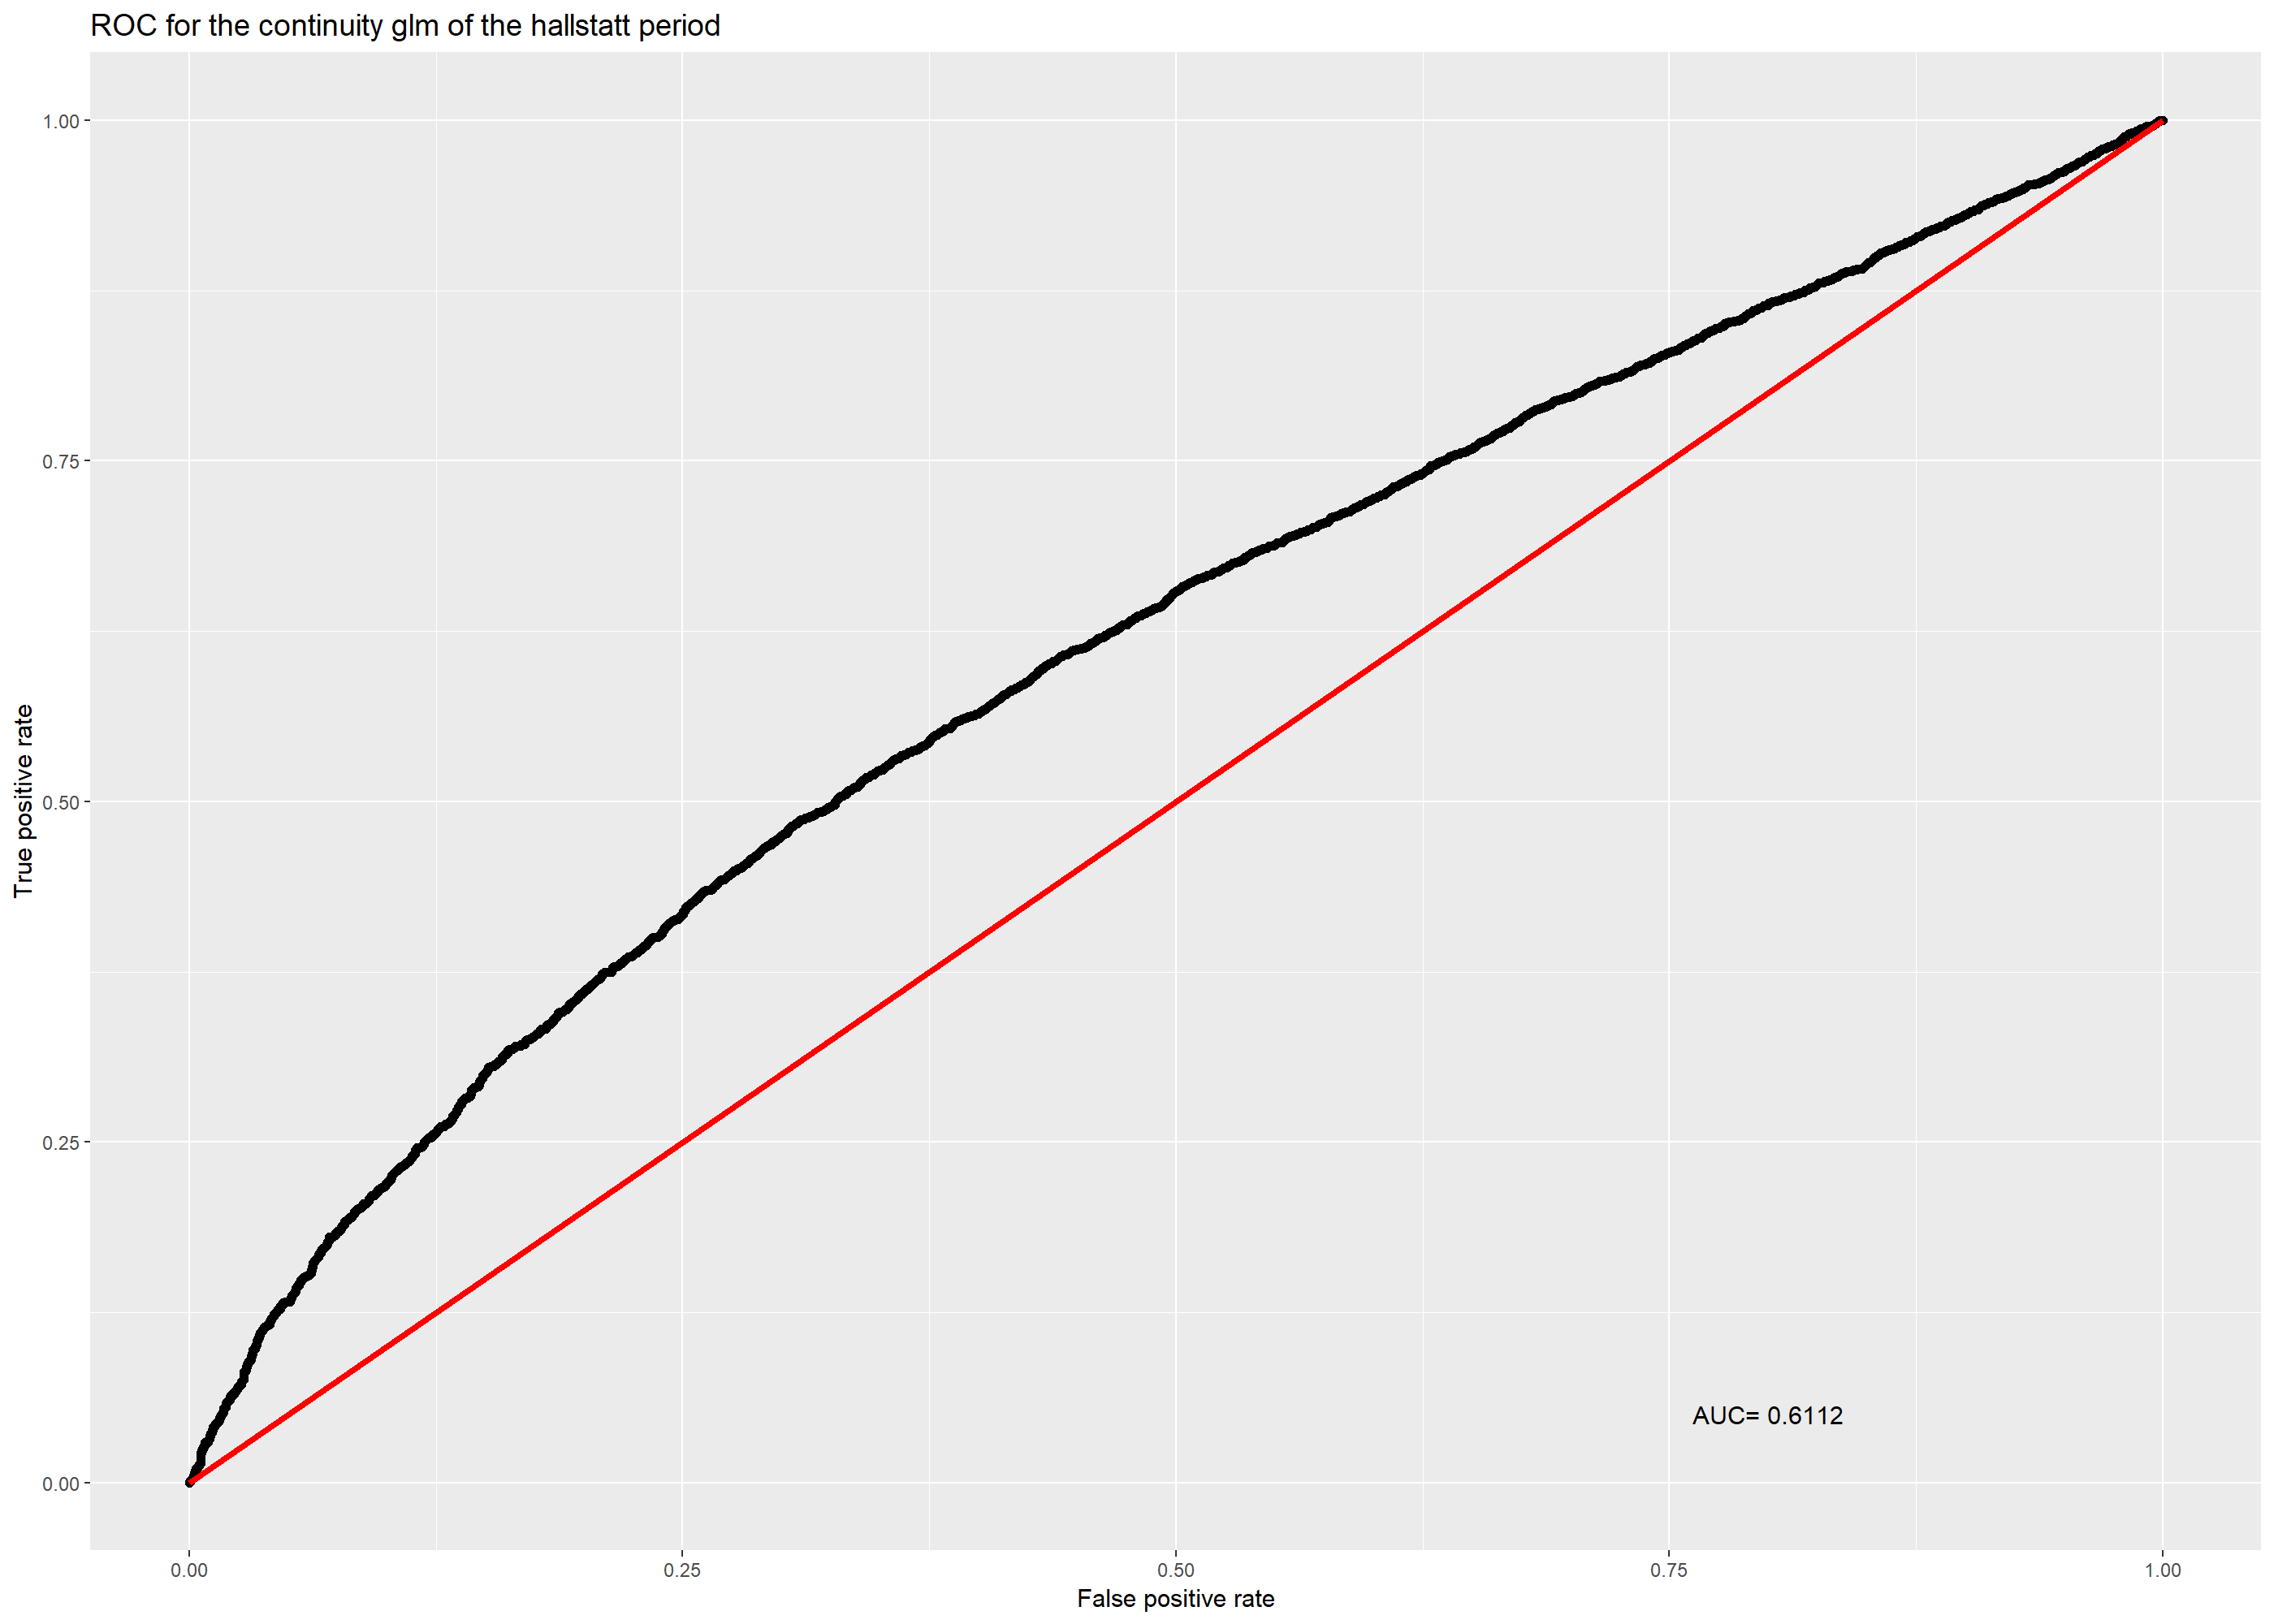 ROC for the continuity glm of the hallstatt period
True positive rate
1.00
0.75
0.50
0.25
0.00
AUC= 0.6112
0.00 0.25 0.50 0.75 1.00
False positive rate